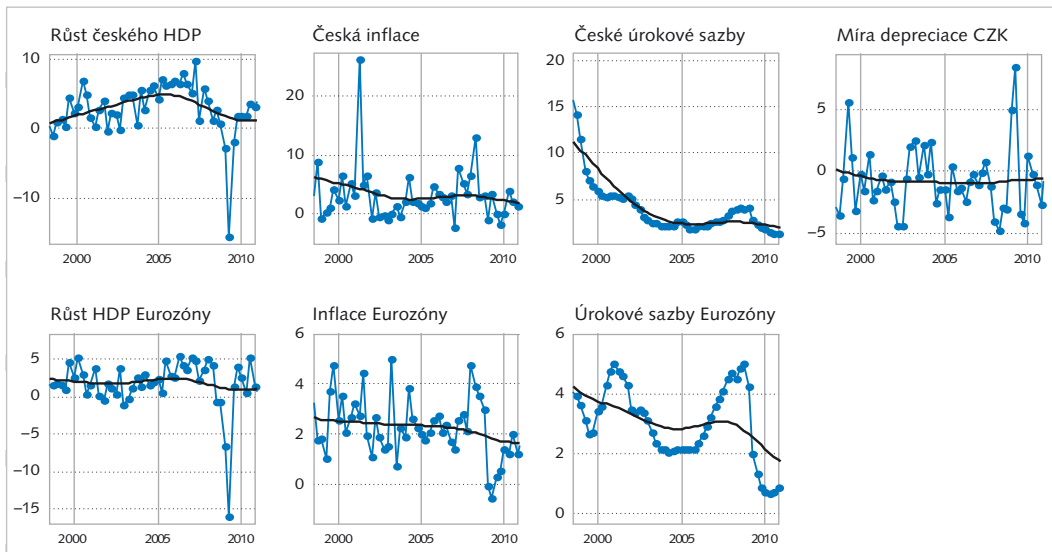 Růst českého HDP
10
0
−10
2000 2005 2010
Česká inflace
20
10
0
2000 2005 2010
České úrokové sazby
20
15
10
5
2000 2005 2010
Míra depreciace CZK
5
0
−5
2000 2005 2010
Růst HDP Eurozóny
5
0
−5
−10
−15
2000 2005 2010
Inflace Eurozóny
6
4
2
0
2000 2005 2010
Úrokové sazby Eurozóny
6
4
2
0
2000 2005 2010